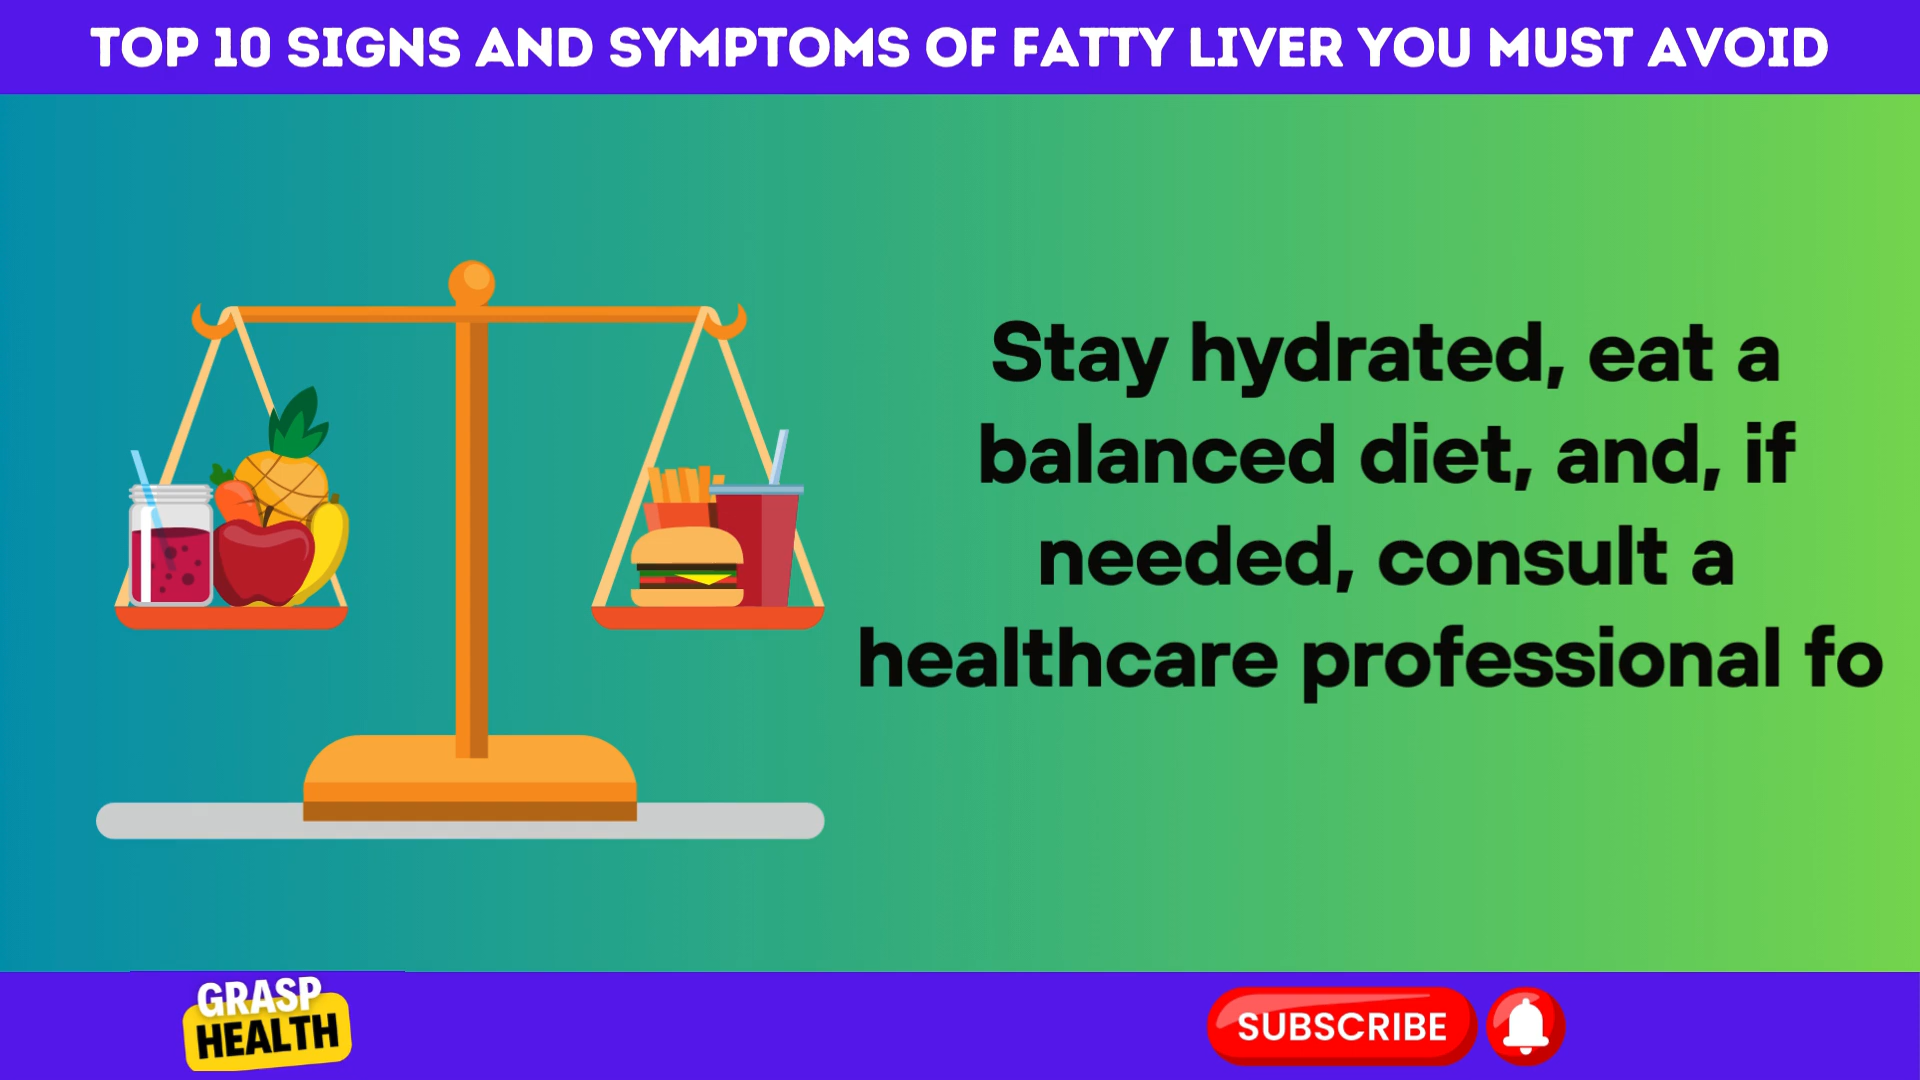 TOP 10 SIGNS AND SYMPTOMS OF FATTY LIVER YOU MUST AVOID
Stay hydrated, eat a
balanced diet, and, if
needed, consult a
healthcare professional fo
GRASP
HEALTH
SUBSCRIBE